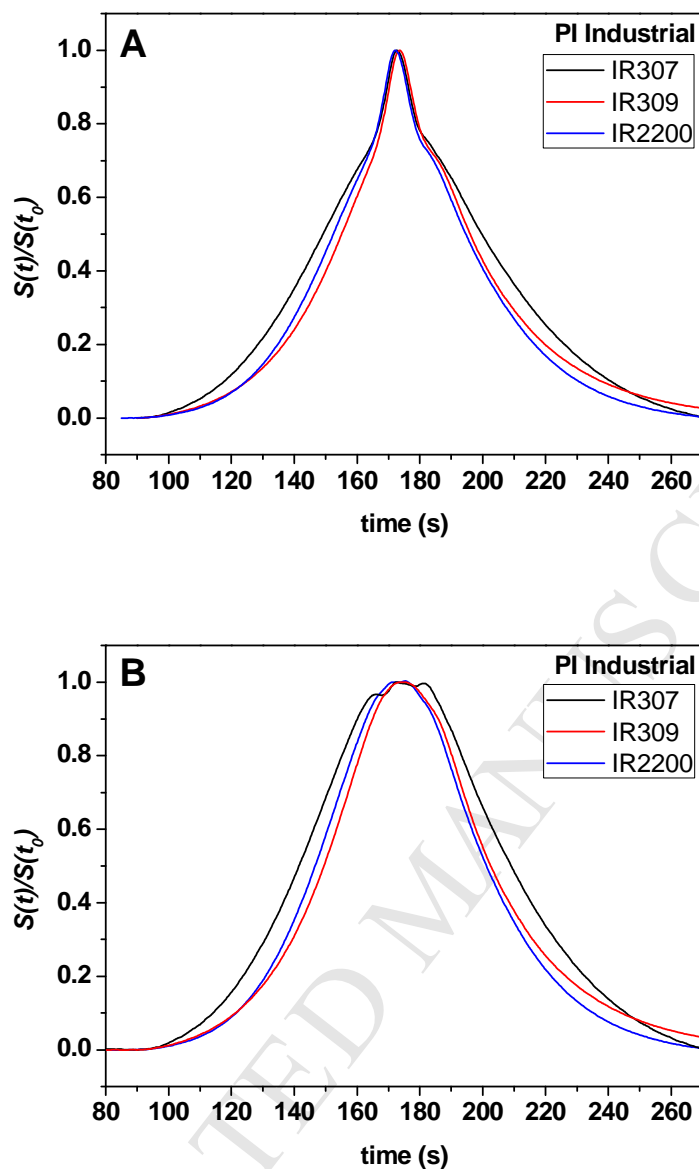 A
PI Industrial
IR307
IR309
IR2200
1.0
0.8
0.6
0.4
0.2
0.0
S(t)/S(t₀)
80 100 120 140 160 180 200 220 240 260
time (s)
B
PI Industrial
IR307
IR309
IR2200
1.0
0.8
0.6
0.4
0.2
0.0
S(t)/S(t₀)
80 100 120 140 160 180 200 220 240 260
time (s)
TED MANUSC